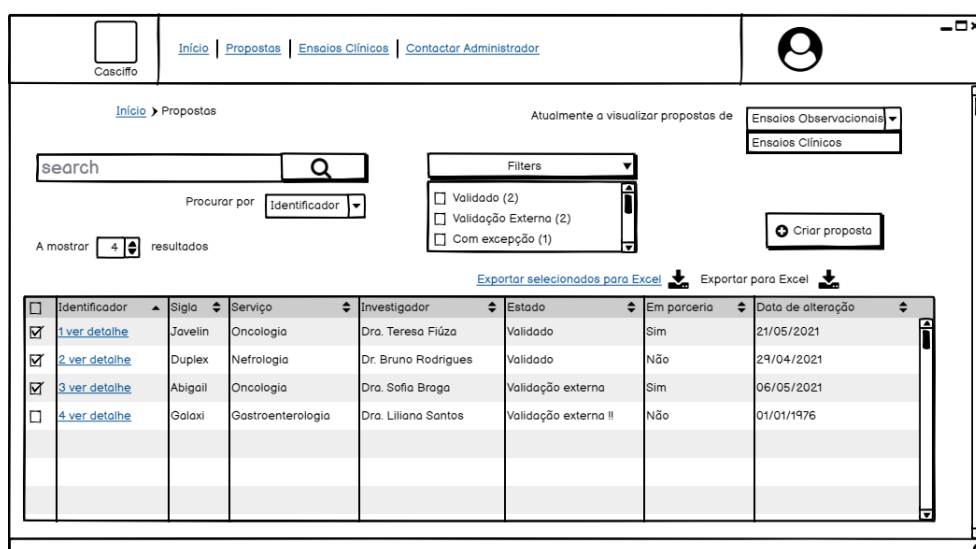 Casciffo
Início | Propostas | Ensaios Clínicos | Contactar Administrador
Início > Propostas
Atualmente a visualizar propostas de
Ensaios Observacionais
Ensaios Clínicos
search
Filters
Procurar por Identificador
Validado (2)
Validação Externa (2)
Com excepção (1)
Criar proposta
A mostrar 4 resultados
Exportar selecionados para Excel Exportar para Excel
Identificador Sigla Serviço Investigador Estado Em parceria Data de alteração
1 ver detalhe Javelin Oncologia Dra. Teresa Fiúza Validado Sim 21/05/2021
2 ver detalhe Duplex Nefrologia Dr. Bruno Rodrigues Validado Não 29/04/2021
3 ver detalhe Abigail Oncologia Dra. Sofia Braga Validação externa Sim 06/05/2021
4 ver detalhe Galaxi Gastroenterologia Dra. Liliana Santos Validação externa !! Não 01/01/1976